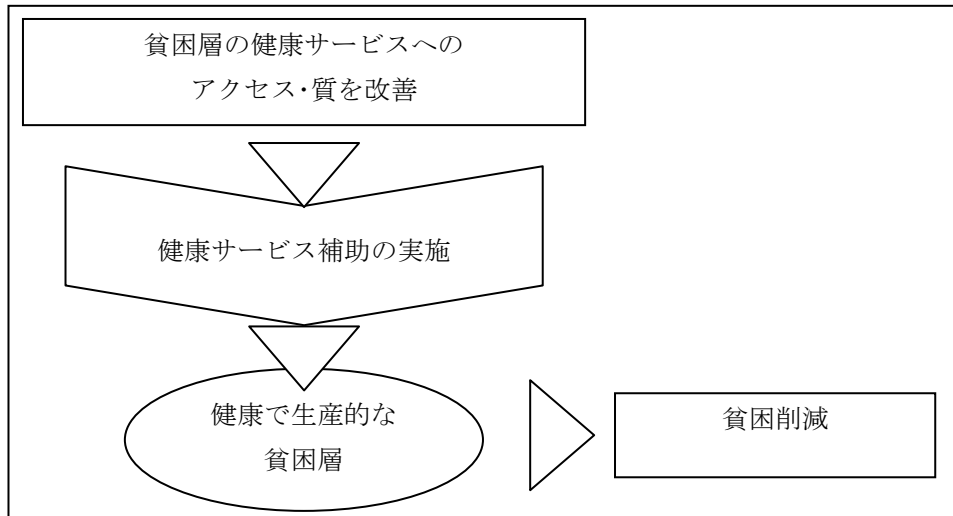 貧困層の健康サービスへの
アクセス･質を改善
健康サービス補助の実施
健康で生産的な
貧困層
貧困削減